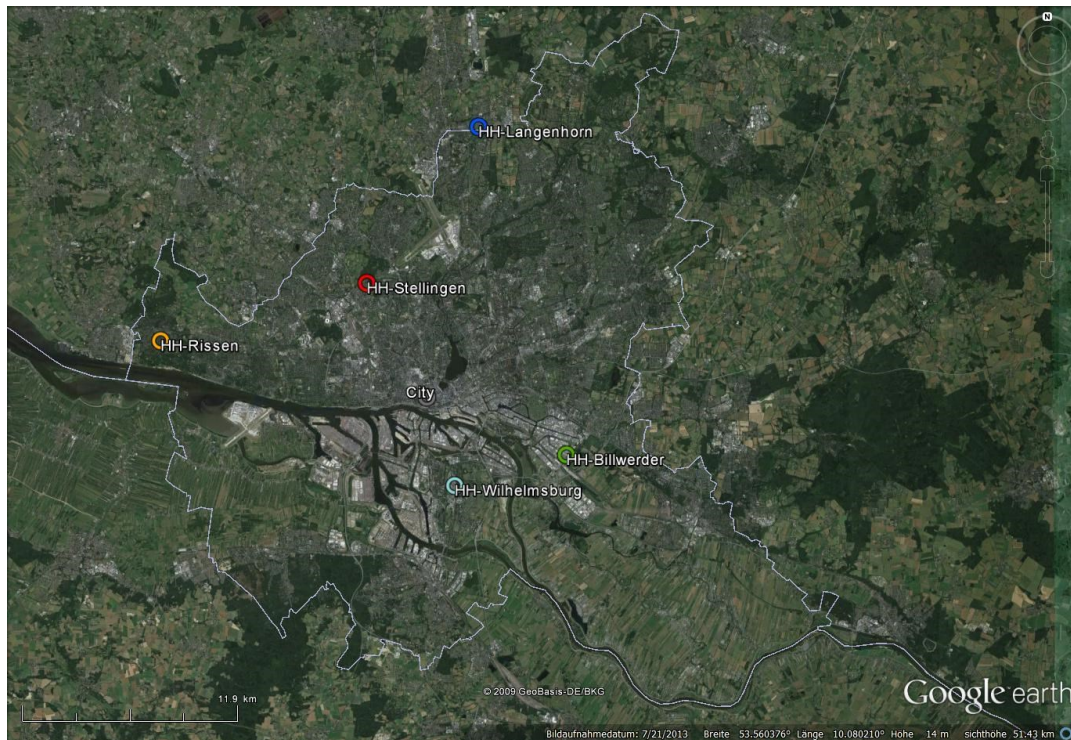 N
HH-Langenhorn
HH-Stellingen
HH-Rissen
City
HH-Billwerder
HH-Wilhelmsburg
11.9 km
© 2009 GeoBasis-DE/BKG
Google earth
Bildaufnahmedatum: 7/21/2013 Breite 53.560376° Länge 10.080210° Höhe 14 m sichthöhe 51.43 km